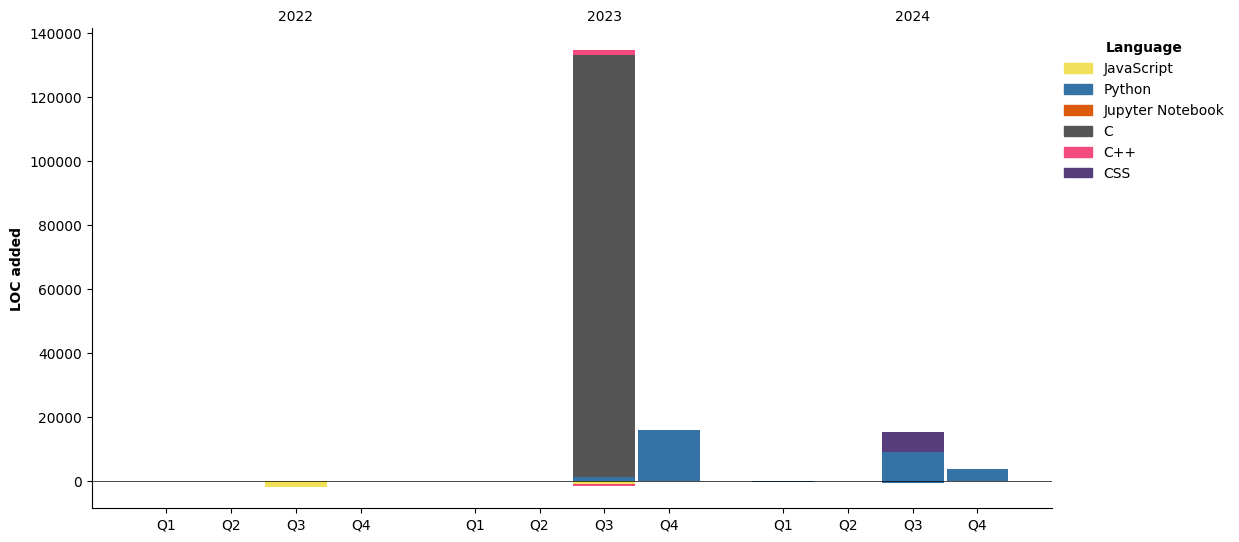 2022 2023 2024
140000
120000
100000
80000
60000
40000
20000
0
LOC added
Q1 Q2 Q3 Q4 Q1 Q2 Q3 Q4 Q1 Q2 Q3 Q4
Language
JavaScript
Python
Jupyter Notebook
C
C++
CSS